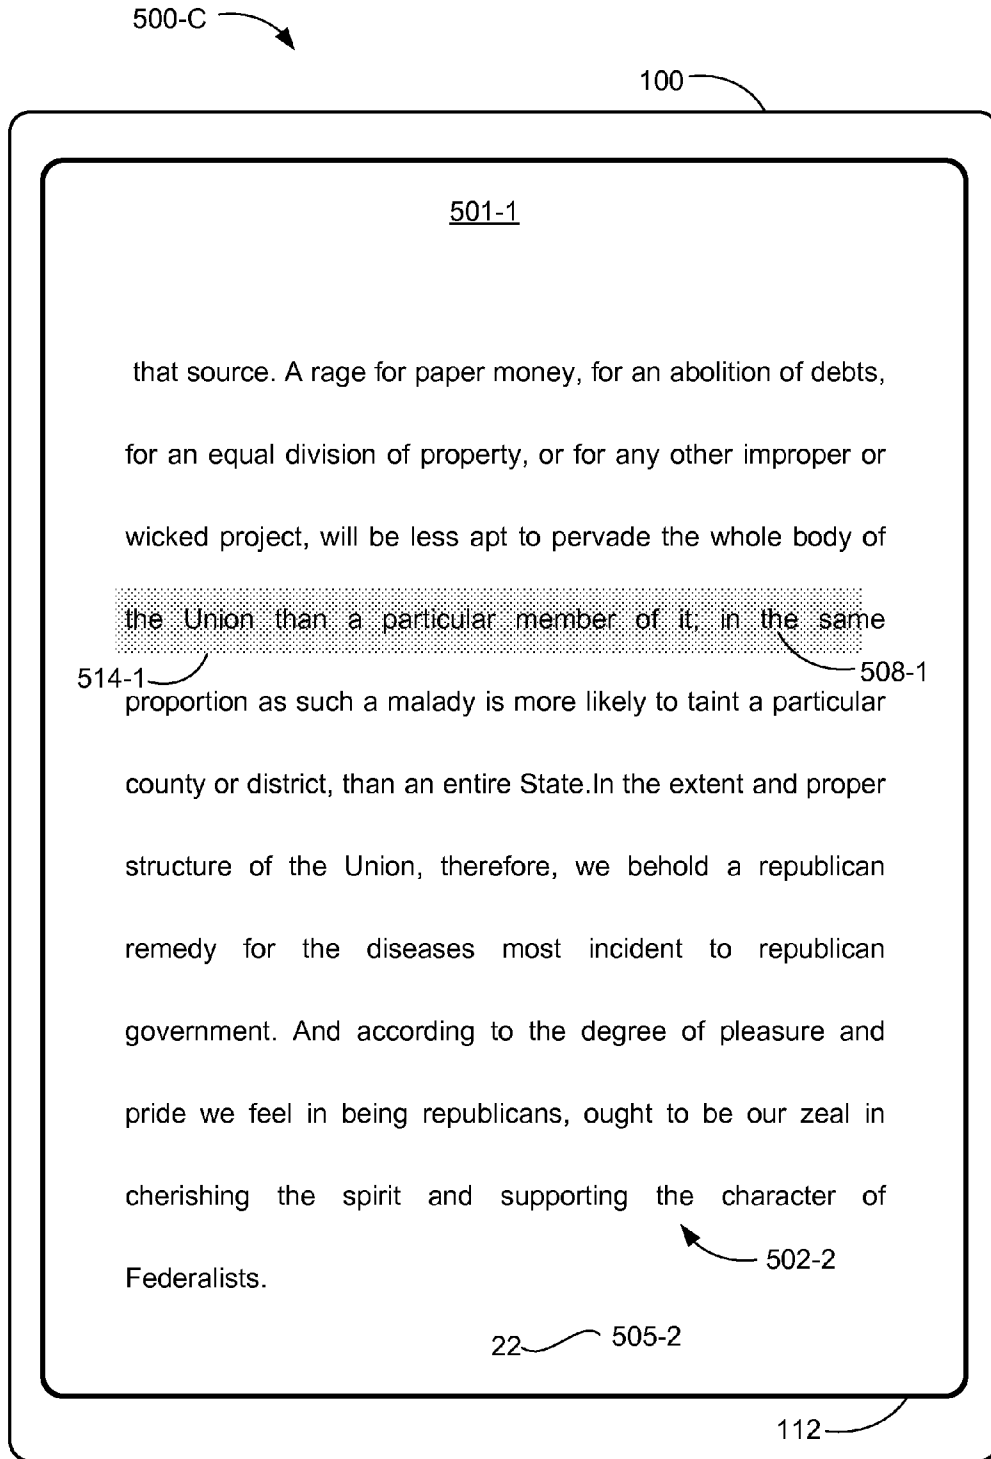 500-C
100
501-1
that source. A rage for paper money, for an abolition of debts,
for an equal division of property, or for any other improper or
wicked project, will be less apt to pervade the whole body of
the Union than a particular member of it, in the same
514-1
508-1
proportion as such a malady is more likely to taint a particular
county or district, than an entire State.In the extent and proper
structure of the Union, therefore, we behold a republican
remedy for the diseases most incident to republican
government. And according to the degree of pleasure and
pride we feel in being republicans, ought to be our zeal in
cherishing the spirit and supporting the character of
502-2
Federalists.
22
505-2
112